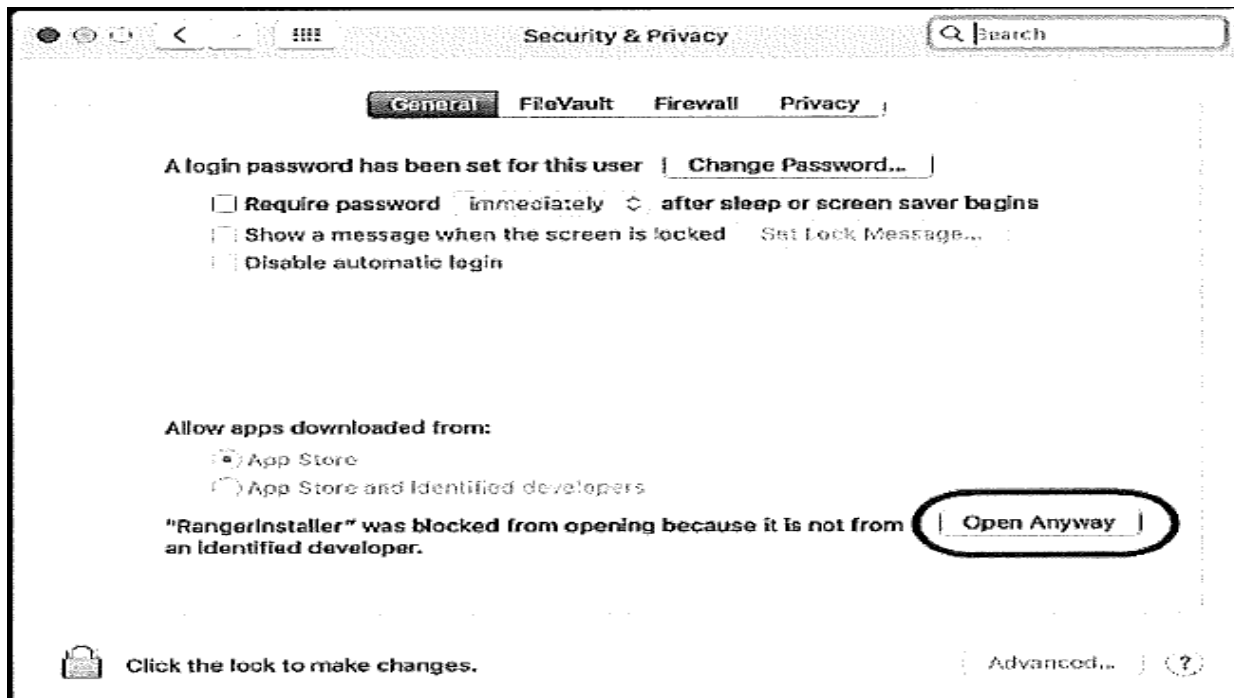 Security & Privacy
Search
General FileVault Firewall Privacy
A login password has been set for this user Change Password...
Require password immediately after sleep or screen saver begins
Show a message when the screen is locked Set Lock Message...
Disable automatic login
Allow apps downloaded from:
App Store
App Store and identified developers
"RangerInstaller" was blocked from opening because it is not from Open Anyway
an identified developer.
Click the lock to make changes. Advanced... ?